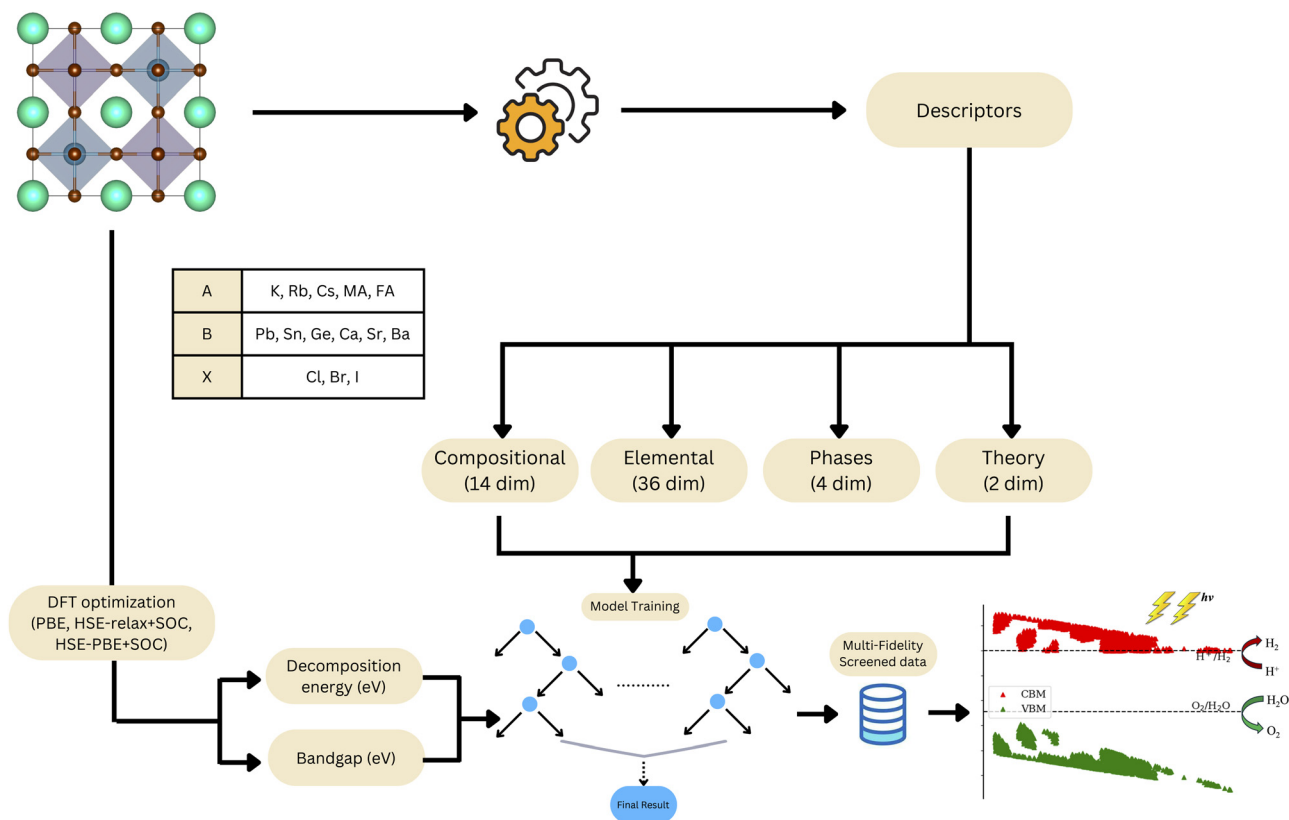 Descriptors
A
K, Rb, Cs, MA, FA
B
Pb, Sn, Ge, Ca, Sr, Ba
X
Cl, Br, I
Compositional
(14 dim)
Elemental
(36 dim)
Phases
(4 dim)
Theory
(2 dim)
DFT optimization
(PBE, HSE-relax+SOC,
HSE-PBE+SOC)
Model Training
Decomposition
energy (eV)
Bandgap (eV)
Final Result
Multi-Fidelity
Screened data
hν
H⁺/H₂
H₂
H⁺
CBM
VBM
O₂/H₂O
H₂O
O₂